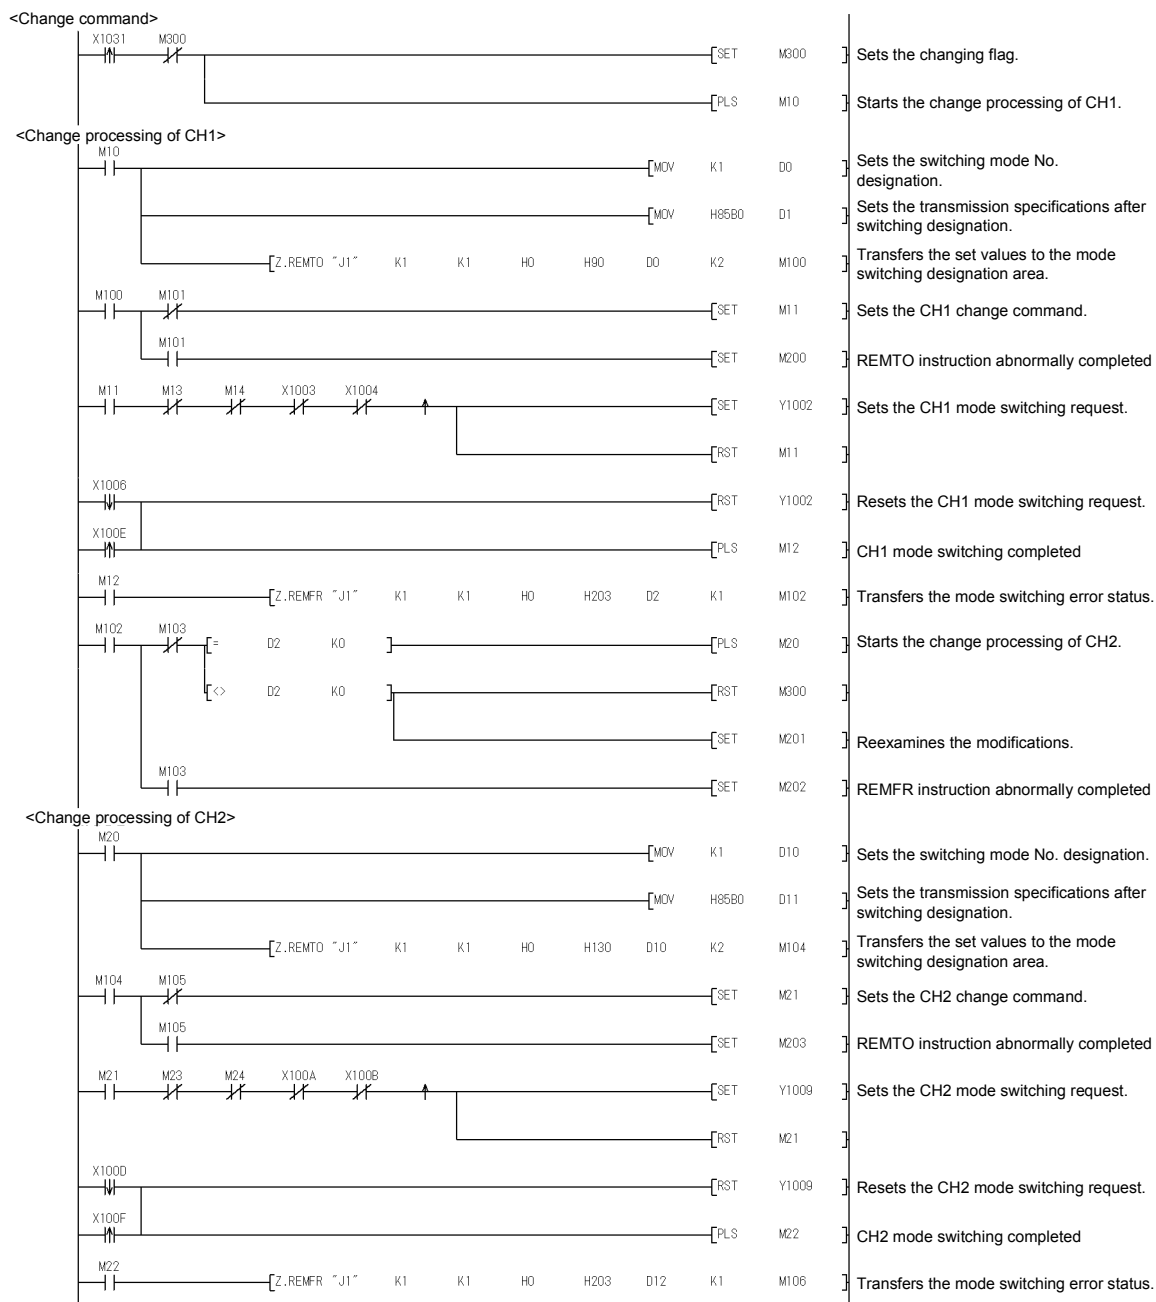 <Change command>
X1031 M300
SET M300 Sets the changing flag.
PLS M10 Starts the change processing of CH1.
<Change processing of CH1>
M10
MOV K1 D0 Sets the switching mode No.
designation.
MOV H85B0 D1 Sets the transmission specifications after
switching designation.
Z.REMTO "J1" K1 K1 H0 H90 D0 K2 M100 Transfers the set values to the mode
switching designation area.
M100 M101
SET M11 Sets the CH1 change command.
M101
SET M200 REMTO instruction abnormally completed
M11 M13 M14 X1003 X1004
SET Y1002 Sets the CH1 mode switching request.
RST M11
X1006
RST Y1002 Resets the CH1 mode switching request.
X100E
PLS M12 CH1 mode switching completed
M12
Z.REMFR "J1" K1 K1 H0 H203 D2 K1 M102 Transfers the mode switching error status.
M102 M103
= D2 K0 PLS M20 Starts the change processing of CH2.
<> D2 K0 RST M300
SET M201 Reexamines the modifications.
M103
SET M202 REMFR instruction abnormally completed
<Change processing of CH2>
M20
MOV K1 D10 Sets the switching mode No. designation.
MOV H85B0 D11 Sets the transmission specifications after
switching designation.
Z.REMTO "J1" K1 K1 H0 H130 D10 K2 M104 Transfers the set values to the mode
switching designation area.
M104 M105
SET M21 Sets the CH2 change command.
M105
SET M203 REMTO instruction abnormally completed
M21 M23 M24 X100A X100B
SET Y1009 Sets the CH2 mode switching request.
RST M21
X100D
RST Y1009 Resets the CH2 mode switching request.
X100F
PLS M22 CH2 mode switching completed
M22
Z.REMFR "J1" K1 K1 H0 H203 D12 K1 M106 Transfers the mode switching error status.